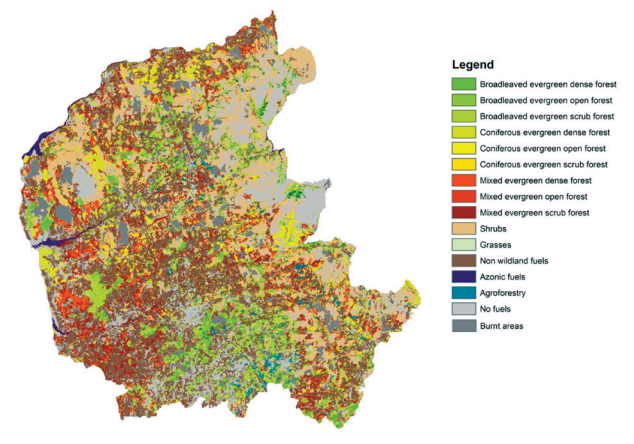 Legend
Broadleaved evergreen dense forest
Broadleaved evergreen open forest
Broadleaved evergreen scrub forest
Coniferous evergreen dense forest
Coniferous evergreen open forest
Coniferous evergreen scrub forest
Mixed evergreen dense forest
Mixed evergreen open forest
Mixed evergreen scrub forest
Shrubs
Grasses
Non wildland fuels
Azonic fuels
Agroforestry
No fuels
Burnt areas